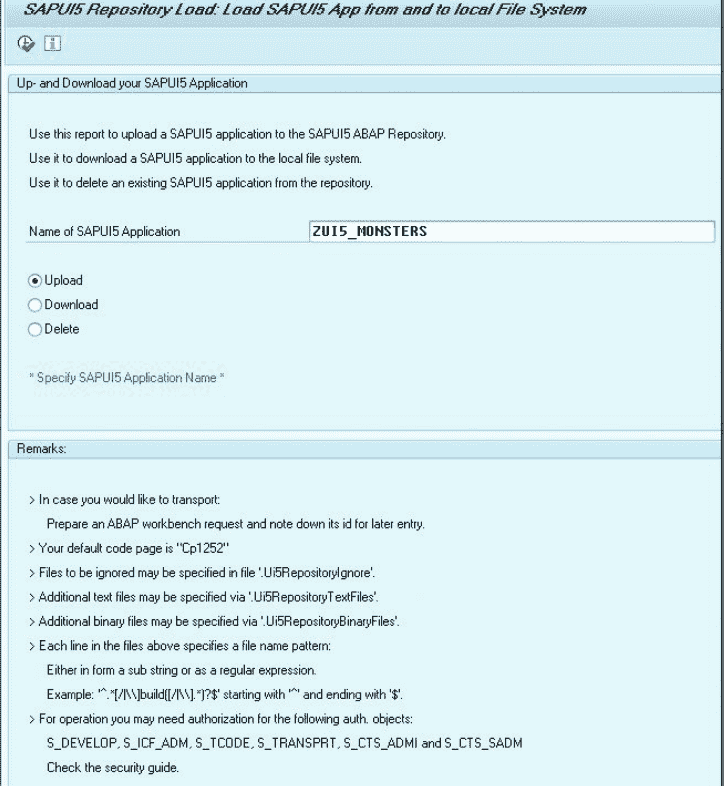 SAPUI5 Repository Load: Load SAPUI5 App from and to local File System
Up- and Download your SAPUI5 Application
Use this report to upload a SAPUI5 application to the SAPUI5 ABAP Repository.
Use it to download a SAPUI5 application to the local file system.
Use it to delete an existing SAPUI5 application from the repository.
Name of SAPUI5 Application ZUI5_MONSTERS
Upload
Download
Delete
* Specify SAPUI5 Application Name *
Remarks:
> In case you would like to transport:
Prepare an ABAP workbench request and note down its id for later entry.
> Your default code page is "Cp1252"
> Files to be ignored may be specified in file '.Ui5RepositoryIgnore'.
> Additional text files may be specified via '.Ui5RepositoryTextFiles'.
> Additional binary files may be specified via '.Ui5RepositoryBinaryFiles'.
> Each line in the files above specifies a file name pattern:
Either in form a sub string or as a regular expression.
Example: '^.*[/|\\]build([/|\\].*)?$' starting with '^' and ending with '$'.
> For operation you may need authorization for the following auth. objects:
S_DEVELOP, S_ICF_ADM, S_TCODE, S_TRANSPRT, S_CTS_ADMI and S_CTS_SADM
Check the security guide.